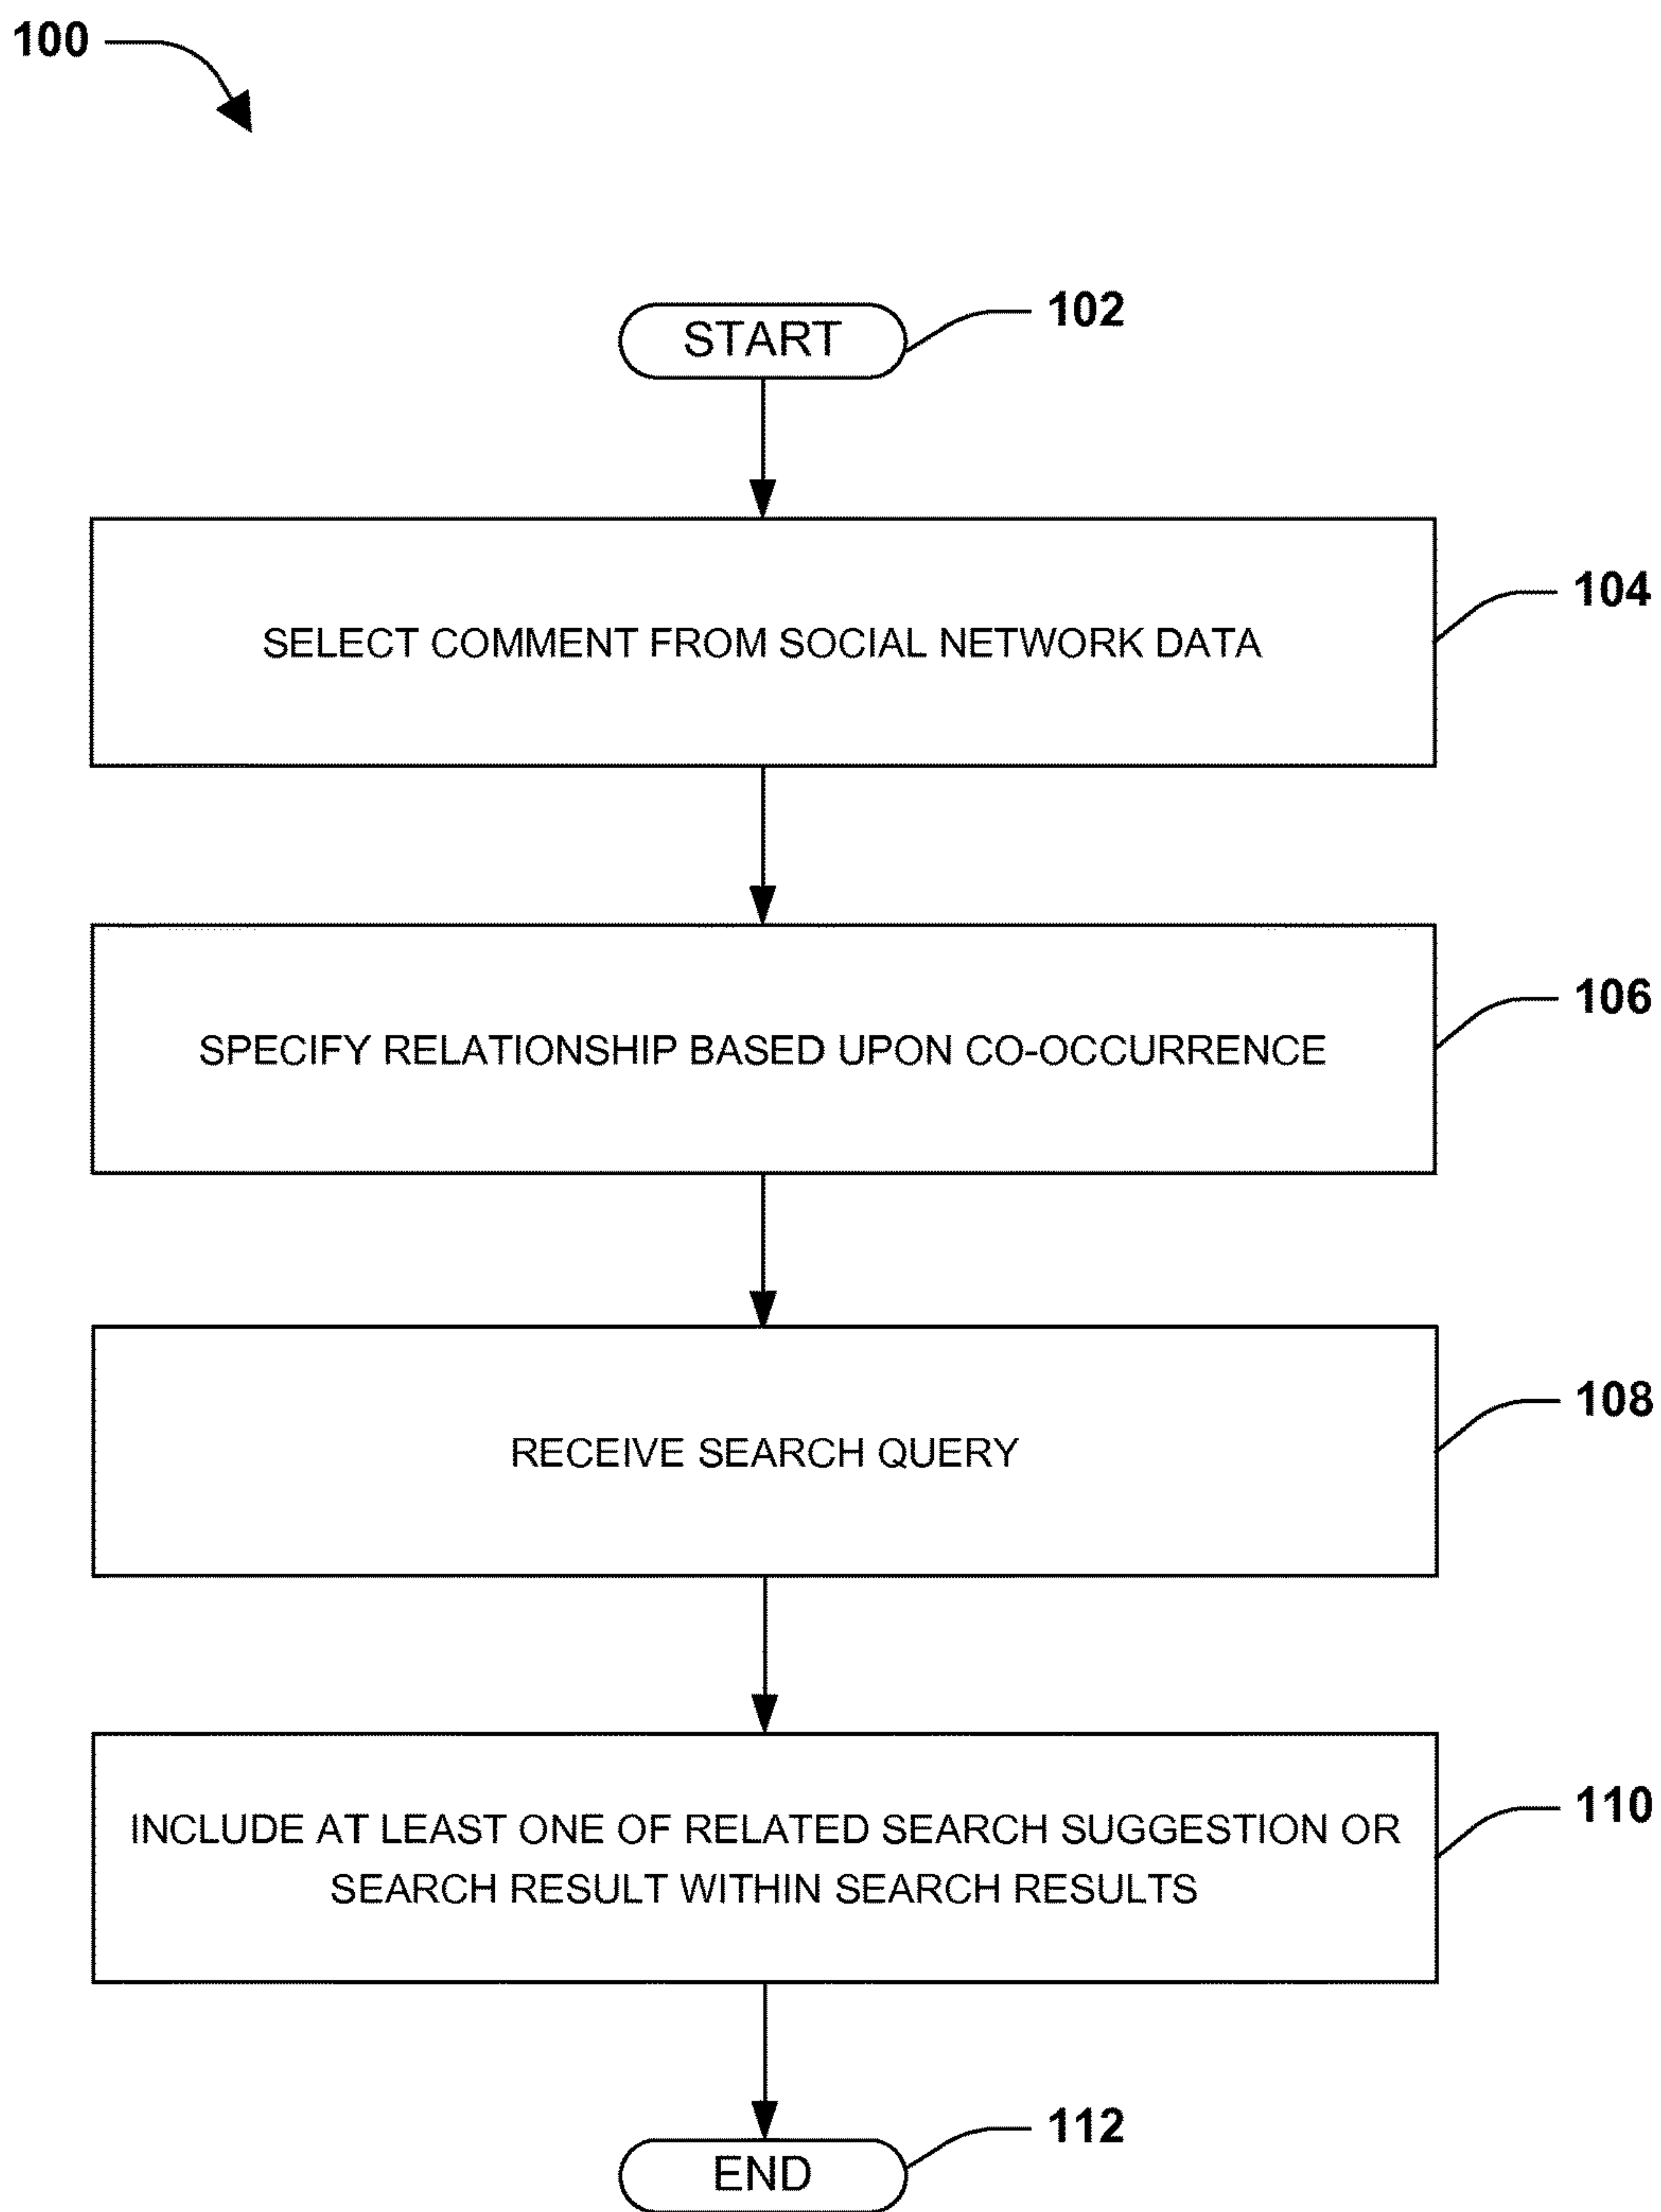 100
START
102
SELECT COMMENT FROM SOCIAL NETWORK DATA
104
SPECIFY RELATIONSHIP BASED UPON CO-OCCURRENCE
106
RECEIVE SEARCH QUERY
108
INCLUDE AT LEAST ONE OF RELATED SEARCH SUGGESTION OR
SEARCH RESULT WITHIN SEARCH RESULTS
110
END
112